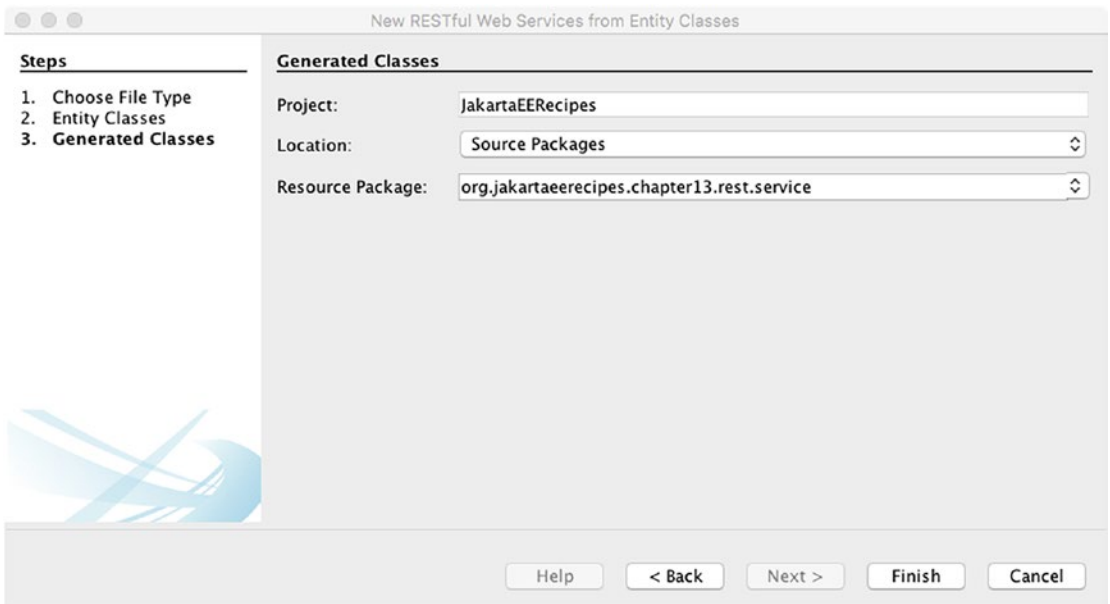 New RESTful Web Services from Entity Classes
Steps
1. Choose File Type
2. Entity Classes
3. Generated Classes
Generated Classes
Project: JakartaEERecipes
Location: Source Packages
Resource Package: org.jakartaeerecipes.chapter13.rest.service
Help < Back Next > Finish Cancel